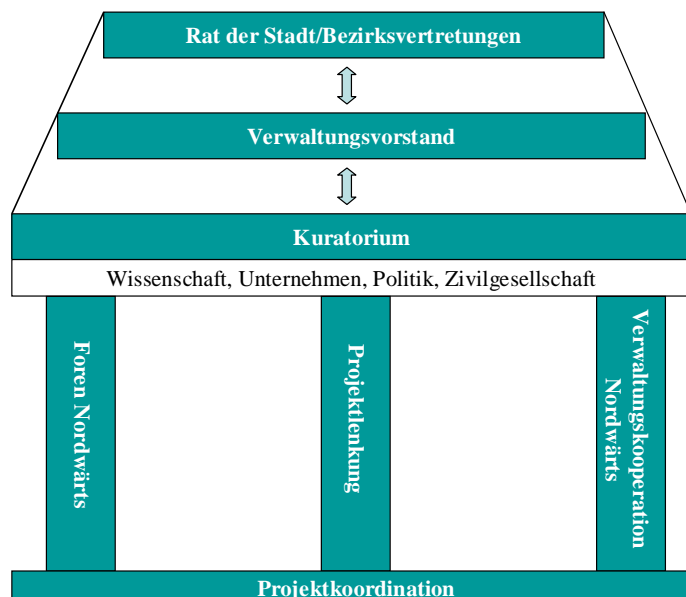 Rat der Stadt/Bezirksvertretungen
Verwaltungsvorstand
Kuratorium
Wissenschaft, Unternehmen, Politik, Zivilgesellschaft
Foren Nordwärts
Projektlenkung
Verwaltungskooperation
Nordwärts
Projektkoordination